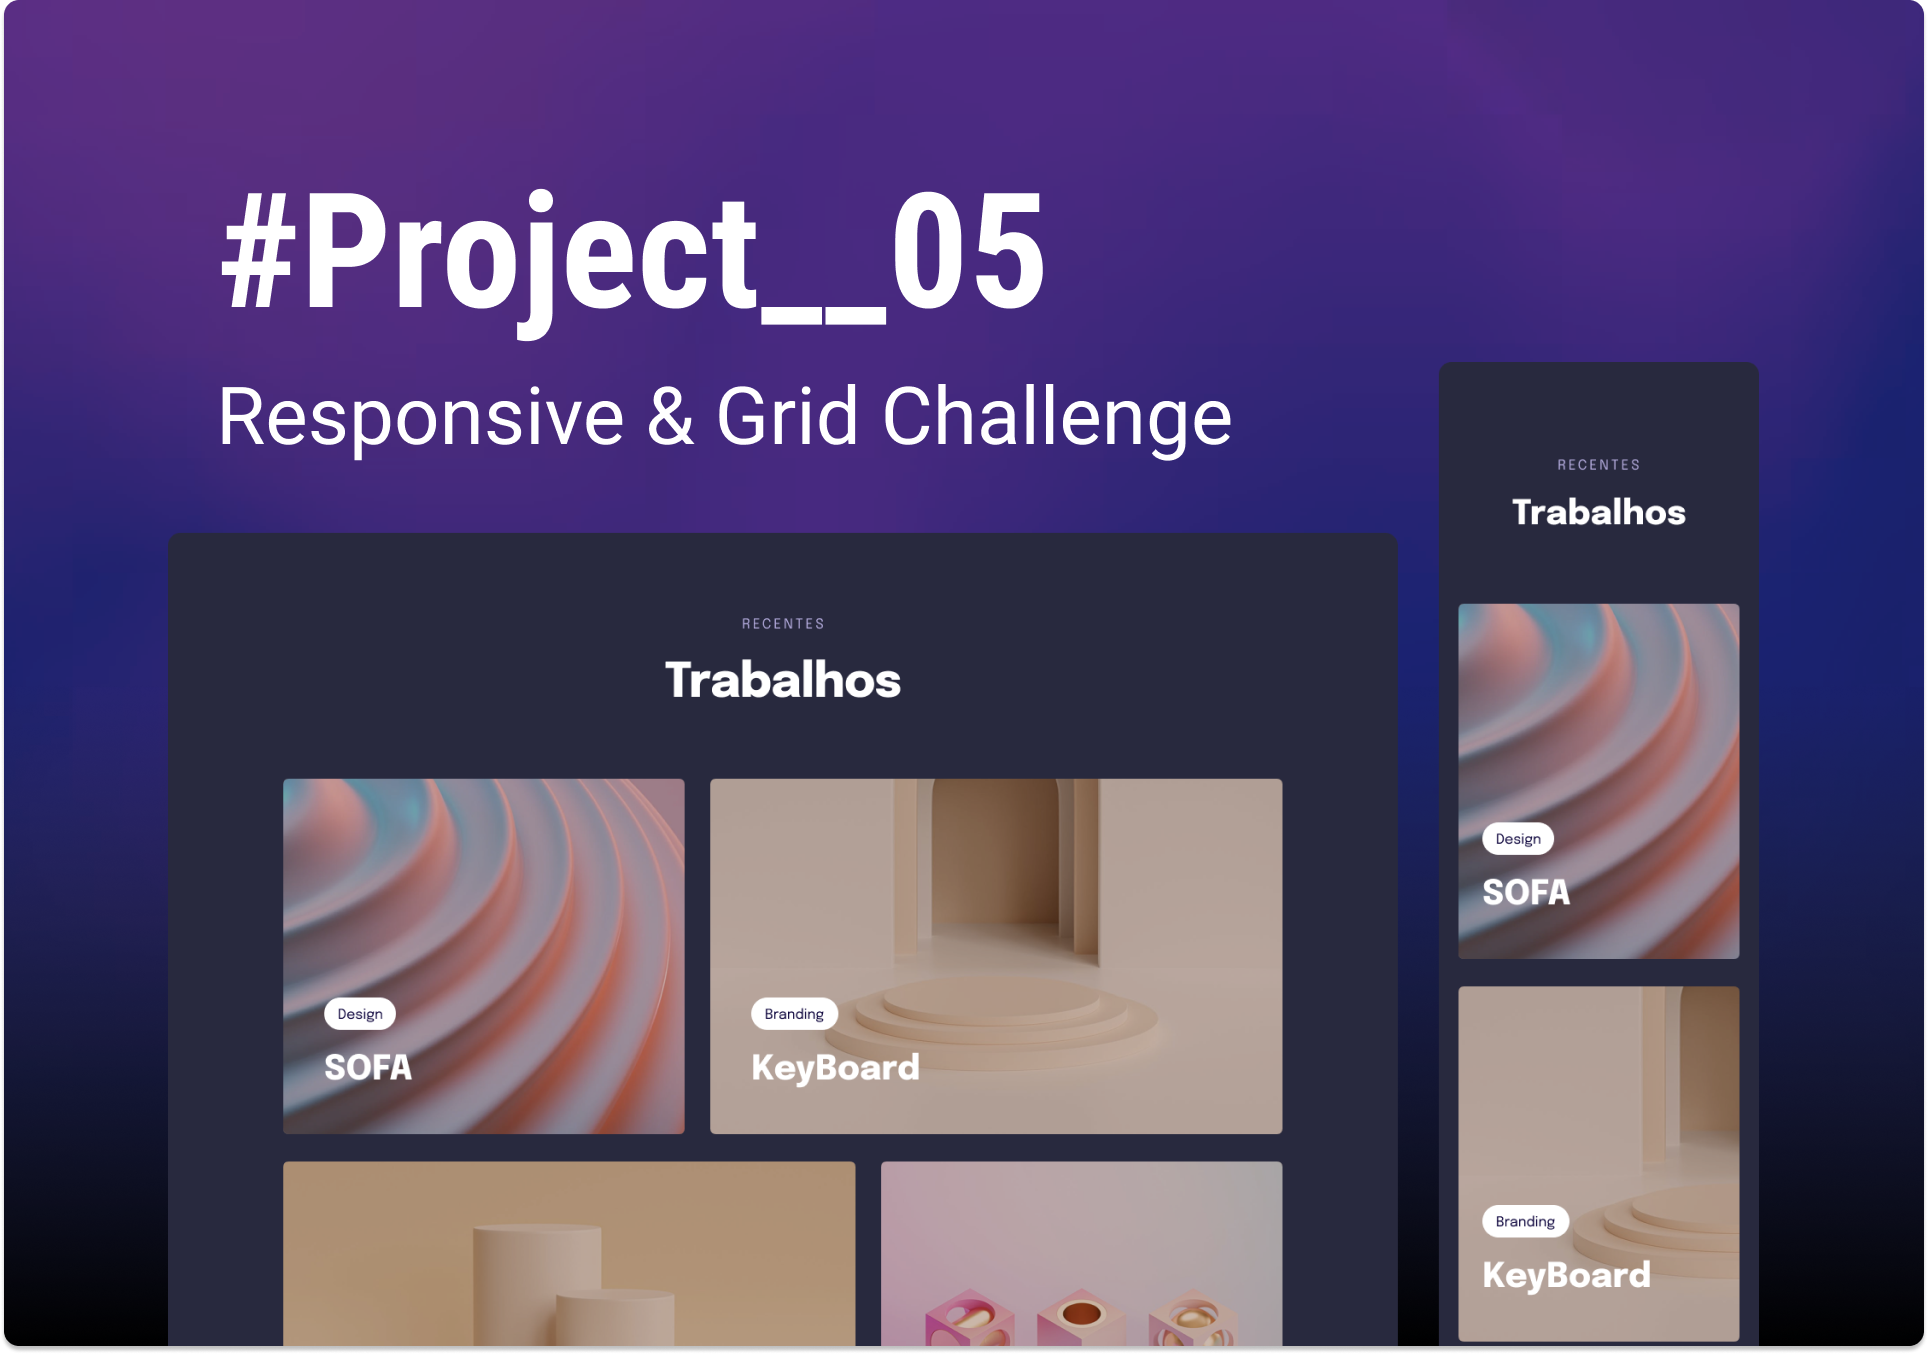 #Project__05
Responsive & Grid Challenge
RECENTES
Trabalhos
Design
SOFA
Branding
KeyBoard
RECENTES
Trabalhos
Design
SOFA
Branding
KeyBoard